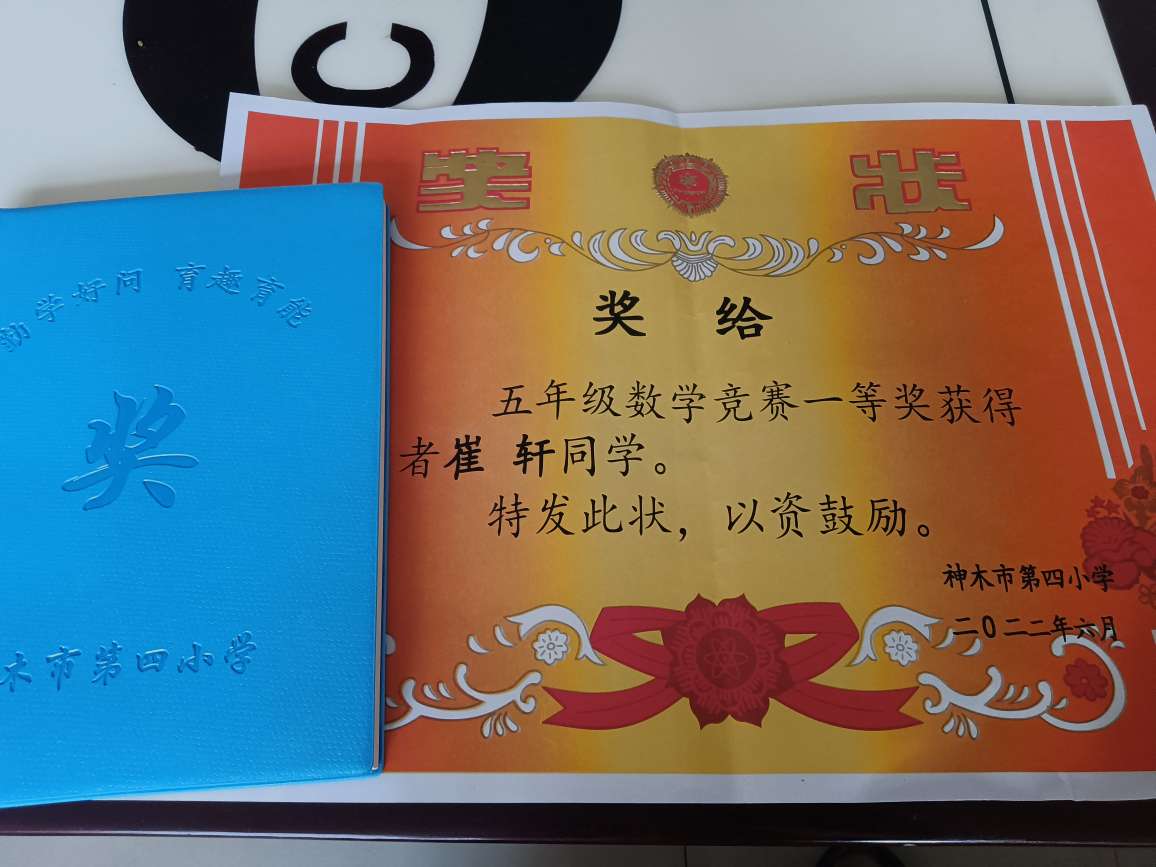 C
奖状
奖给
五年级数学竞赛一等奖获得
者崔 轩同学。
特发此状，以资鼓励。
神木市第四小学
二0二二年六月
勤学好问 育趣育能
奖
木市第四小学